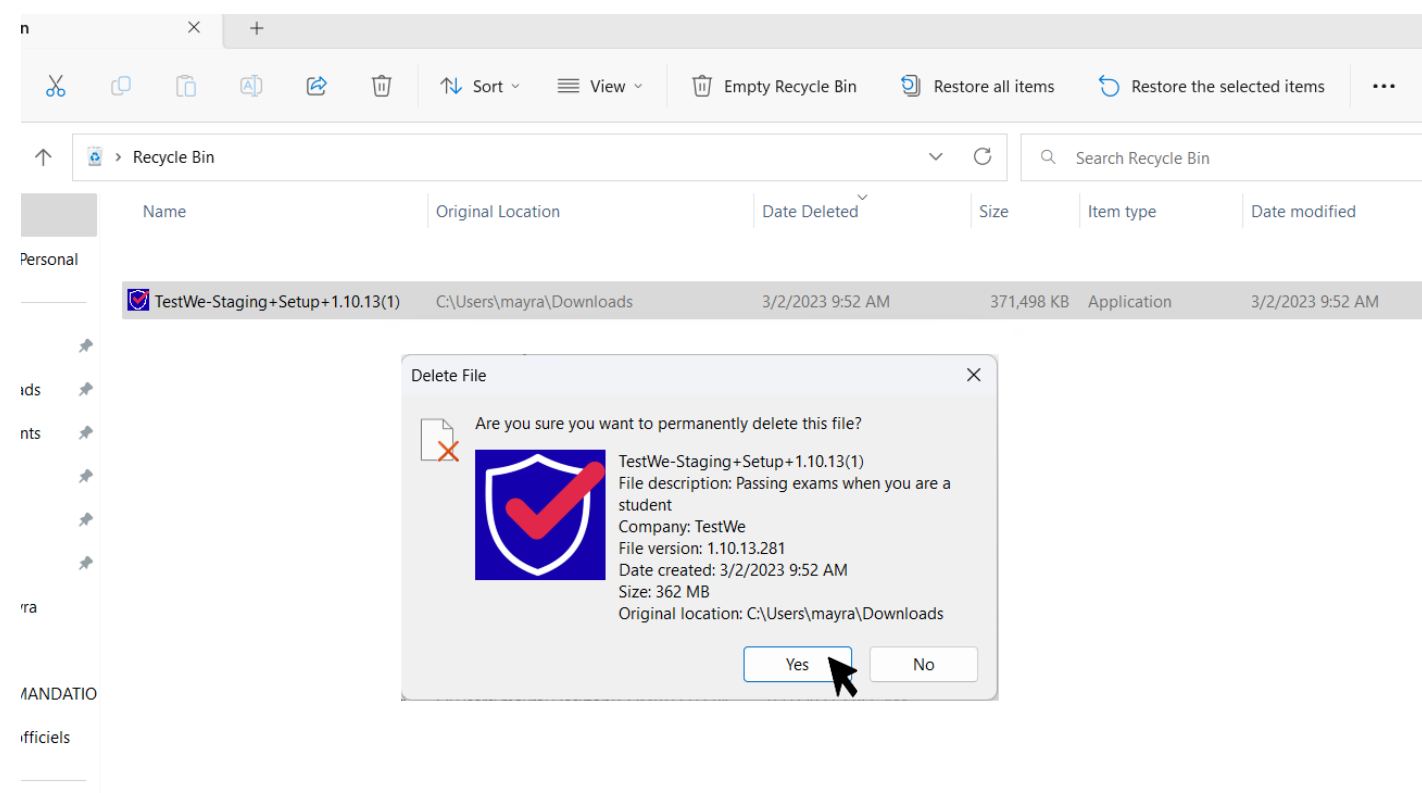 n
Sort
View
Empty Recycle Bin
Restore all items
Restore the selected items
Recycle Bin
Search Recycle Bin
Name
Original Location
Date Deleted
Size
Item type
Date modified
Personal
TestWe-Staging+Setup+1.10.13(1)
C:\Users\mayra\Downloads
3/2/2023 9:52 AM
371,498 KB
Application
3/2/2023 9:52 AM
ads
nts
yra
MANDATIO
officiels
Delete File
Are you sure you want to permanently delete this file?
TestWe-Staging+Setup+1.10.13(1)
File description: Passing exams when you are a
student
Company: TestWe
File version: 1.10.13.281
Date created: 3/2/2023 9:52 AM
Size: 362 MB
Original location: C:\Users\mayra\Downloads
Yes
No